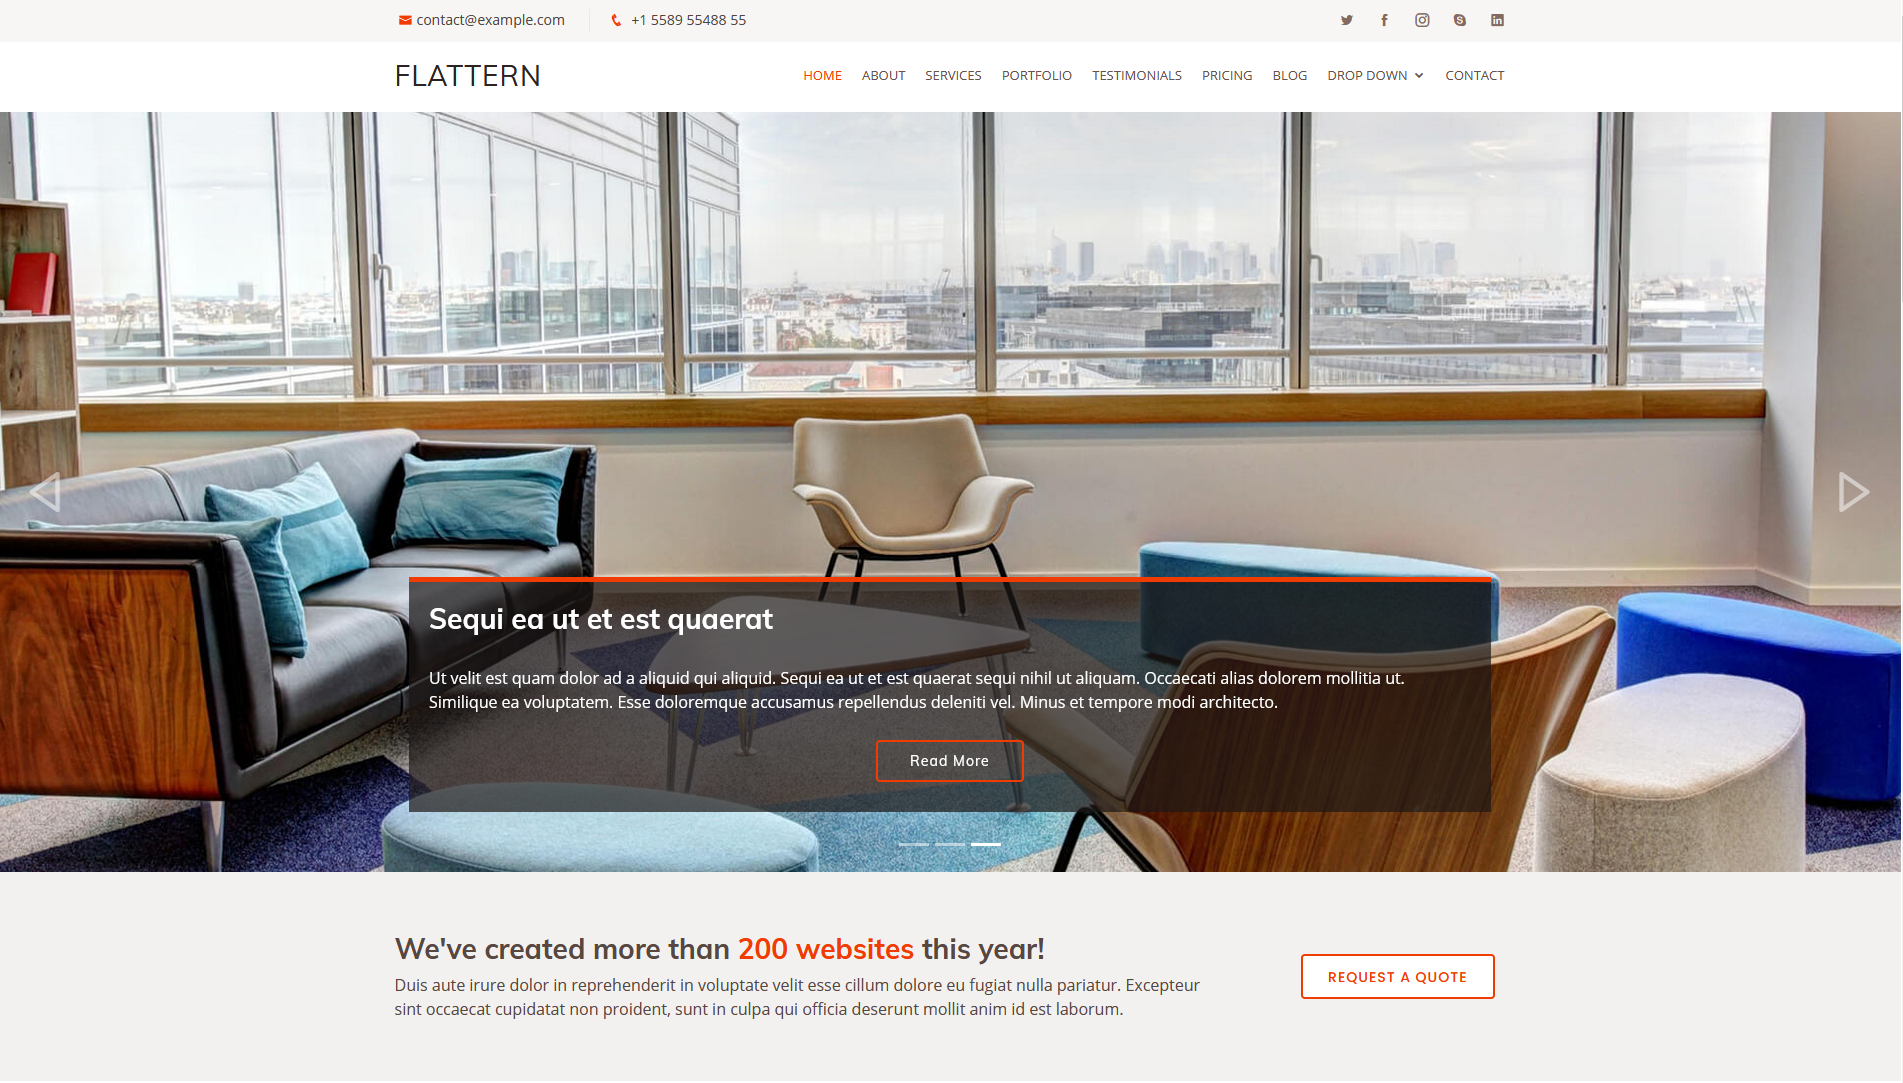 contact@example.com
+1 5589 55488 55
FLATTERN
HOME ABOUT SERVICES PORTFOLIO TESTIMONIALS PRICING BLOG DROP DOWN CONTACT
Sequi ea ut et est quaerat
Ut velit est quam dolor ad a aliquid qui aliquid. Sequi ea ut et est quaerat sequi nihil ut aliquam. Occaecati alias dolorem mollitia ut.
Similique ea voluptatem. Esse doloremque accusamus repellendus deleniti vel. Minus et tempore modi architecto.
Read More
We've created more than 200 websites this year!
Duis aute irure dolor in reprehenderit in voluptate velit esse cillum dolore eu fugiat nulla pariatur. Excepteur
sint occaecat cupidatat non proident, sunt in culpa qui officia deserunt mollit anim id est laborum.
REQUEST A QUOTE